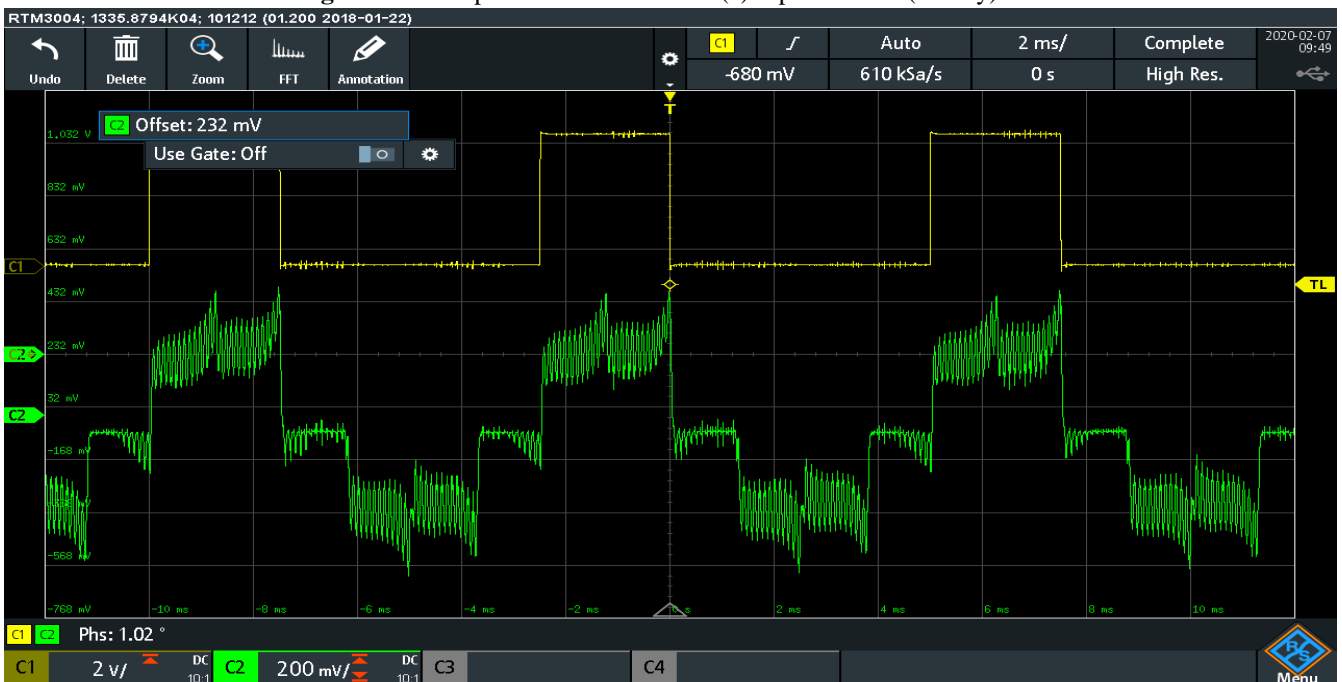 RTM3004; 1335.8794K04; 101212 (01.200 2018-01-22)
Undo Delete Zoom FFT Annotation
C1 Auto 2 ms/ Complete 2020-02-07
09:49
-680 mV 610 kSa/s 0 s High Res.
T
C2 Offset: 232 mV
Use Gate: Off
1,032 V
832 mV
632 mV
C1
TL
432 mV
C2 232 mV
32 mV
C2
-168 mV
-568 mV
-768 mV -10 ms -8 ms -6 ms -4 ms -2 ms 0 s 2 ms 4 ms 6 ms 8 ms 10 ms
C1 C2 Phs: 1.02 °
C1 2 V/ DC 10:1 C2 200 mV/ DC 10:1 C3 C4
R&S
Menu